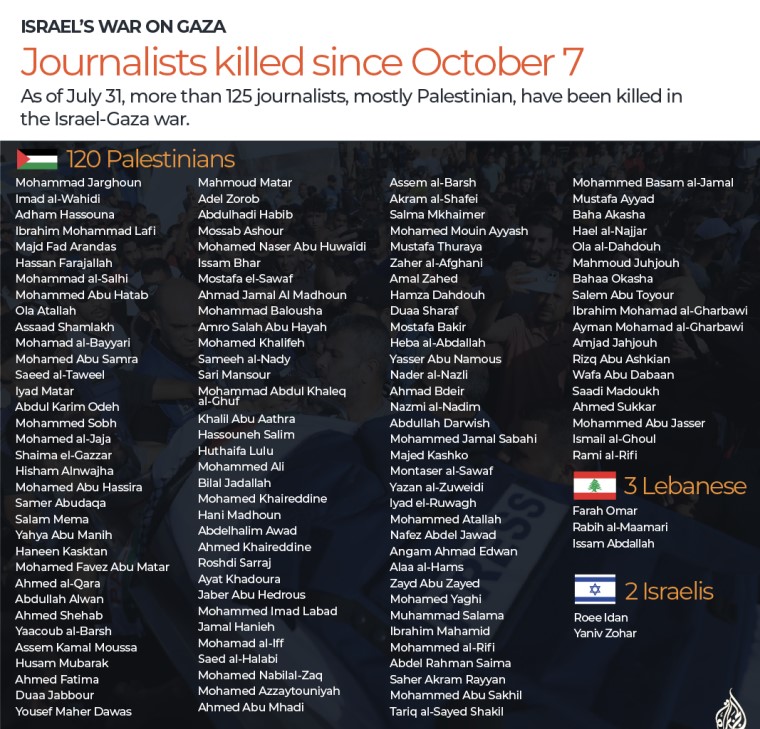 ISRAEL'S WAR ON GAZA
Journalists killed since October 7
As of July 31, more than 125 journalists, mostly Palestinian, have been killed in
the Israel-Gaza war.
120 Palestinians
Mohammad Jarghoun
Imad al-Wahidi
Adham Hassouna
Ibrahim Mohammad Lafi
Majd Fad Arandas
Hassan Farajallah
Mohammad al-Salhi
Mohammed Abu Hatab
Ola Atallah
Assaad Shamlakh
Mohamad al-Bayyari
Mohamed Abu Samra
Saeed al-Taweel
Iyad Matar
Abdul Karim Odeh
Mohammed Sobh
Mohamed al-Jaja
Shaima el-Gazzar
Hisham Alnwajha
Mohamed Abu Hassira
Samer Abudaqa
Salam Mema
Yahya Abu Manih
Haneen Kasktan
Mohamed Favez Abu Matar
Ahmed al-Qara
Abdullah Alwan
Ahmed Shehab
Yaacoub al-Barsh
Assem Kamal Moussa
Husam Mubarak
Ahmed Fatima
Duaa Jabbour
Yousef Maher Dawas
Mahmoud Matar
Adel Zorob
Abdulhadi Habib
Mossab Ashour
Mohamed Naser Abu Huwaidi
Issam Bhar
Mostafa el-Sawaf
Ahmad Jamal Al Madhoun
Mohammad Balousha
Amro Salah Abu Hayah
Mohamed Khalifeh
Sameeh al-Nady
Sari Mansour
Mohammad Abdul Khaleq
al-Ghuf
Khalil Abu Aathra
Hassouneh Salim
Huthaifa Lulu
Mohammed Ali
Bilal Jadallah
Mohamed Khaireddine
Hani Madhoun
Abdelhalim Awad
Ahmed Khaireddine
Roshdi Sarraj
Ayat Khadoura
Jaber Abu Hedrous
Mohammed Imad Labad
Jamal Hanieh
Mohamad al-Iff
Saed al-Halabi
Mohamed Nabilal-Zaq
Mohamed Azzaytouniyah
Ahmed Abu Mhadi
Assem al-Barsh
Akram al-Shafei
Salma Mkhaimer
Mohamed Mouin Ayyash
Mustafa Thuraya
Zaher al-Afghani
Amal Zahed
Hamza Dahdouh
Duaa Sharaf
Mostafa Bakir
Heba al-Abdallah
Yasser Abu Namous
Nader al-Nazli
Ahmad Bdeir
Nazmi al-Nadim
Abdullah Darwish
Mohammed Jamal Sabahi
Majed Kashko
Montaser al-Sawaf
Yazan al-Zuweidi
Iyad el-Ruwagh
Mohammed Atallah
Nafez Abdel Jawad
Angam Ahmad Edwan
Alaa al-Hams
Zayd Abu Zayed
Mohamed Yaghi
Muhammad Salama
Ibrahim Mahamid
Mohammed al-Rifi
Abdel Rahman Saima
Saher Akram Rayyan
Mohammed Abu Sakhil
Tariq al-Sayed Shakil
Mohammed Basam al-Jamal
Mustafa Ayyad
Baha Akasha
Hael al-Najjar
Ola al-Dahdouh
Mahmoud Juhjouh
Bahaa Okasha
Salem Abu Toyour
Ibrahim Mohamad al-Gharbawi
Ayman Mohamad al-Gharbawi
Amjad Jahjouh
Rizq Abu Ashkian
Wafa Abu Dabaan
Saadi Madoukh
Ahmed Sukkar
Mohammed Abu Jasser
Ismail al-Ghoul
Rami al-Rifi
3 Lebanese
Farah Omar
Rabih al-Maamari
Issam Abdallah
2 Israelis
Roee Idan
Yaniv Zohar
PRESS